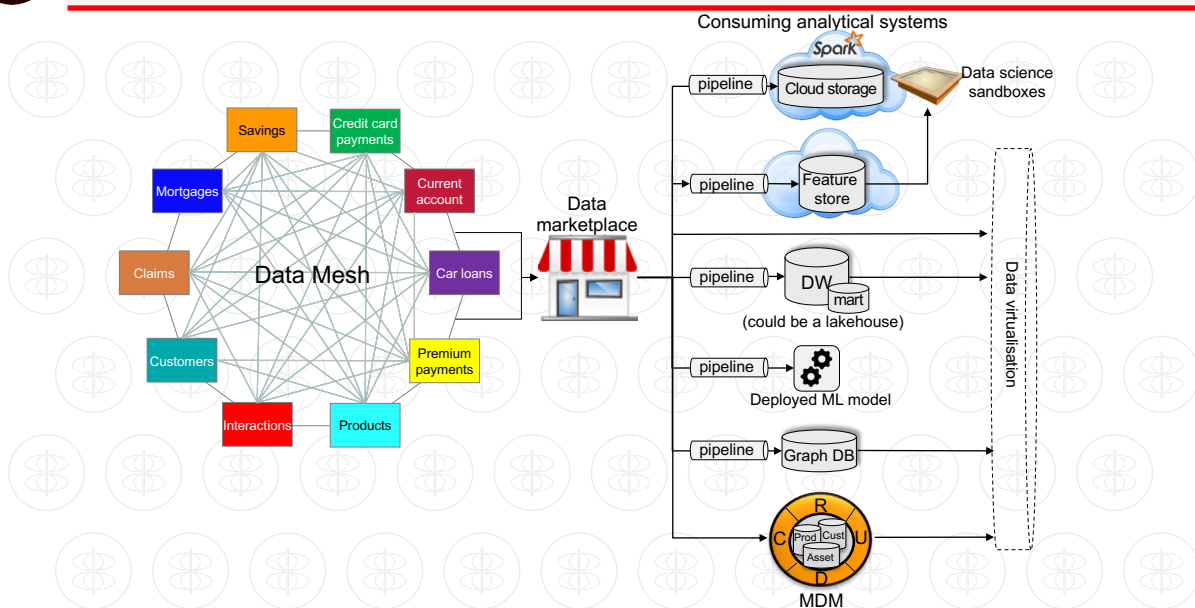 Consuming analytical systems
Spark
pipeline
Cloud storage
Data science
sandboxes
Savings
Credit card
payments
Mortgages
Current
account
pipeline
Feature
store
Data
marketplace
Claims
Data Mesh
Car loans
pipeline
DW
mart
(could be a lakehouse)
Data virtualisation
Customers
Premium
payments
pipeline
Deployed ML model
Interactions
Products
pipeline
Graph DB
R
C
Prod
Cust
U
Asset
D
MDM